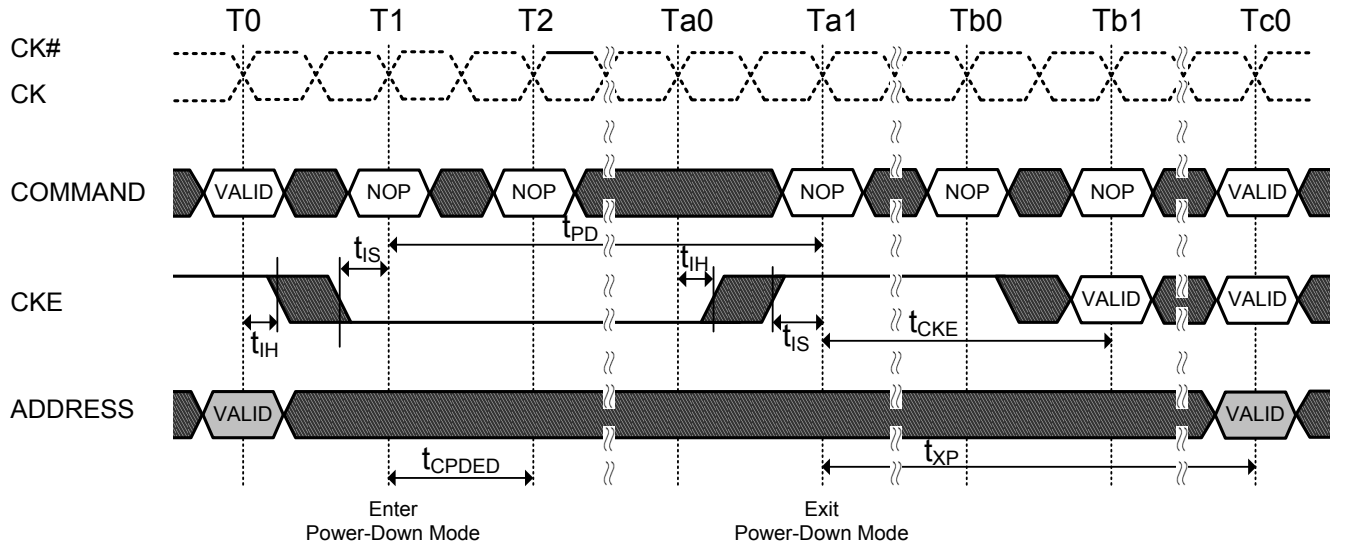 T0 T1 T2 Ta0 Ta1 Tb0 Tb1 Tc0
CK#
CK
COMMAND VALID NOP NOP NOP NOP NOP VALID
tPD
tIS tIH
CKE VALID VALID
tIH tIS tCKE
ADDRESS VALID VALID
tCPDED tXP
Enter
Power-Down Mode
Exit
Power-Down Mode